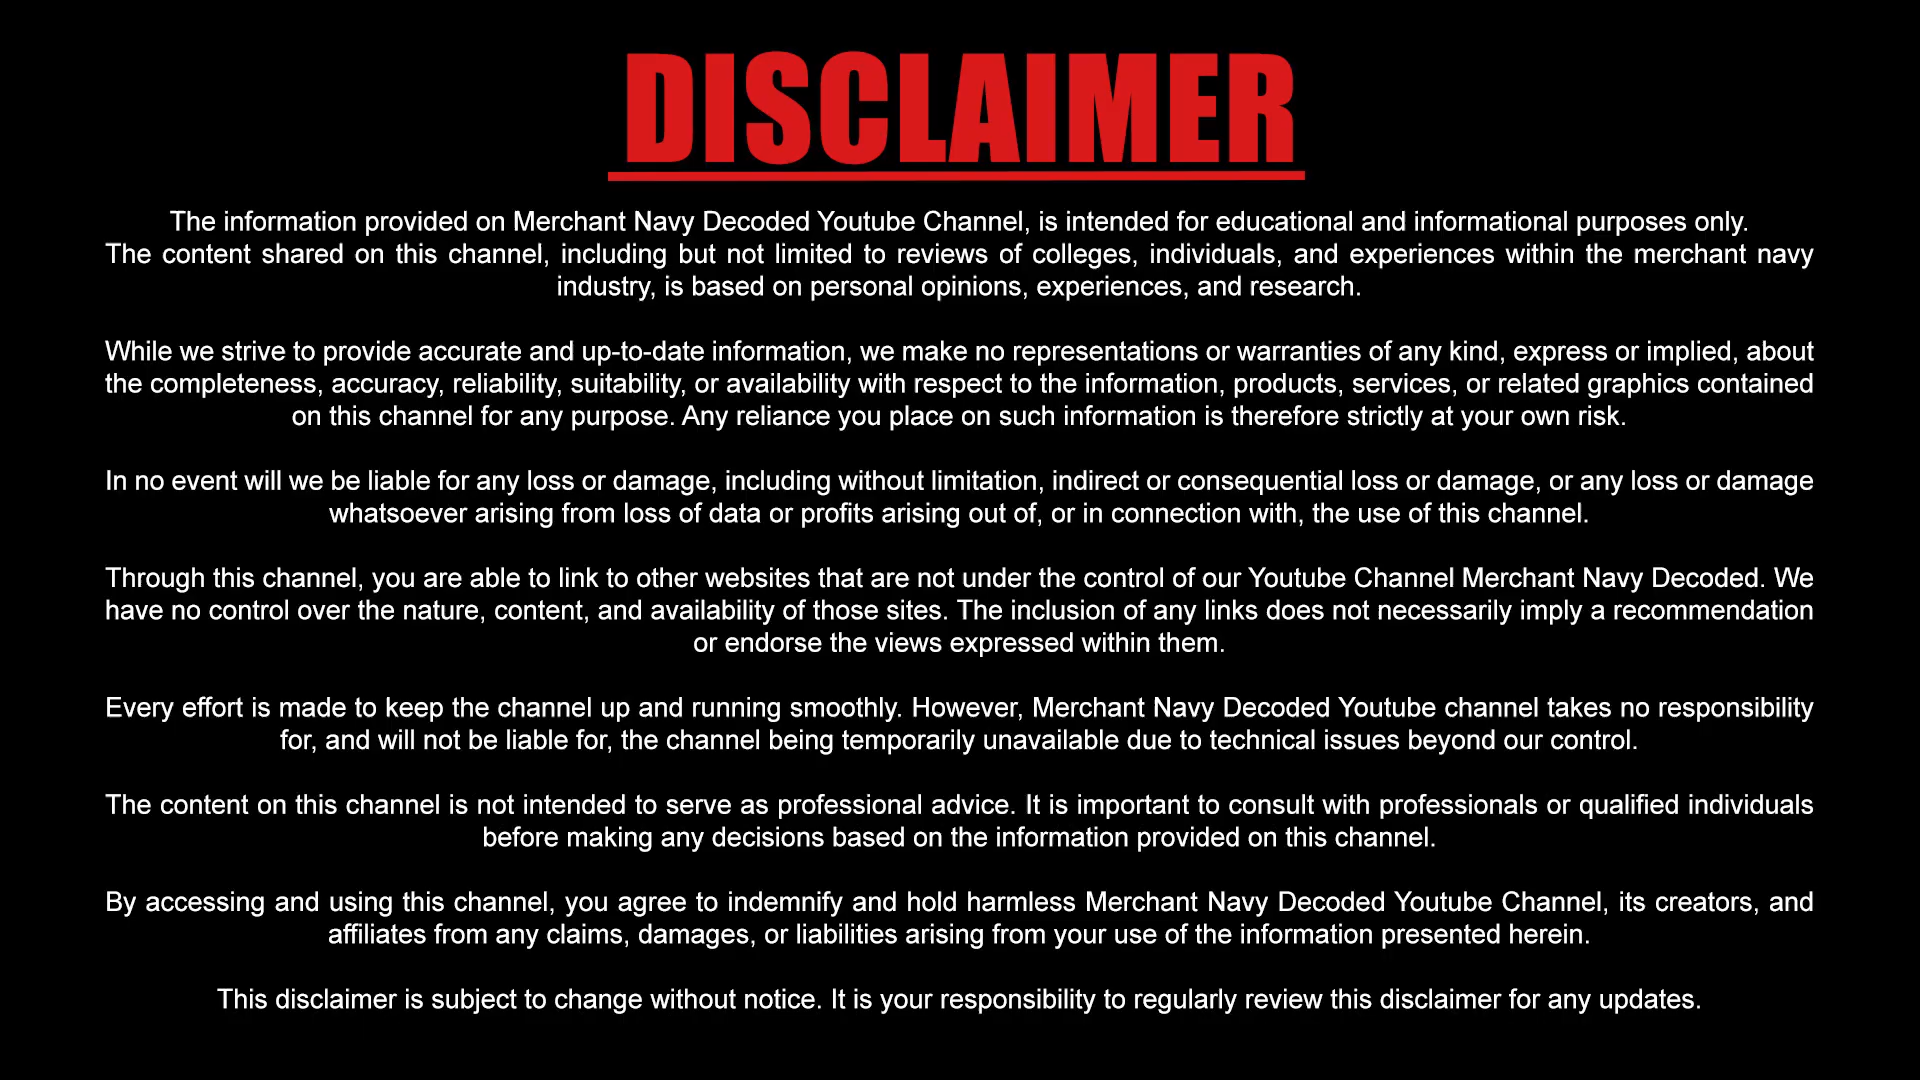 DISCLAIMER
The information provided on Merchant Navy Decoded Youtube Channel, is intended for educational and informational purposes only.
The content shared on this channel, including but not limited to reviews of colleges, individuals, and experiences within the merchant navy
industry, is based on personal opinions, experiences, and research.
While we strive to provide accurate and up-to-date information, we make no representations or warranties of any kind, express or implied, about
the completeness, accuracy, reliability, suitability, or availability with respect to the information, products, services, or related graphics contained
on this channel for any purpose. Any reliance you place on such information is therefore strictly at your own risk.
In no event will we be liable for any loss or damage, including without limitation, indirect or consequential loss or damage, or any loss or damage
whatsoever arising from loss of data or profits arising out of, or in connection with, the use of this channel.
Through this channel, you are able to link to other websites that are not under the control of our Youtube Channel Merchant Navy Decoded. We
have no control over the nature, content, and availability of those sites. The inclusion of any links does not necessarily imply a recommendation
or endorse the views expressed within them.
Every effort is made to keep the channel up and running smoothly. However, Merchant Navy Decoded Youtube channel takes no responsibility
for, and will not be liable for, the channel being temporarily unavailable due to technical issues beyond our control.
The content on this channel is not intended to serve as professional advice. It is important to consult with professionals or qualified individuals
before making any decisions based on the information provided on this channel.
By accessing and using this channel, you agree to indemnify and hold harmless Merchant Navy Decoded Youtube Channel, its creators, and
affiliates from any claims, damages, or liabilities arising from your use of the information presented herein.
This disclaimer is subject to change without notice. It is your responsibility to regularly review this disclaimer for any updates.